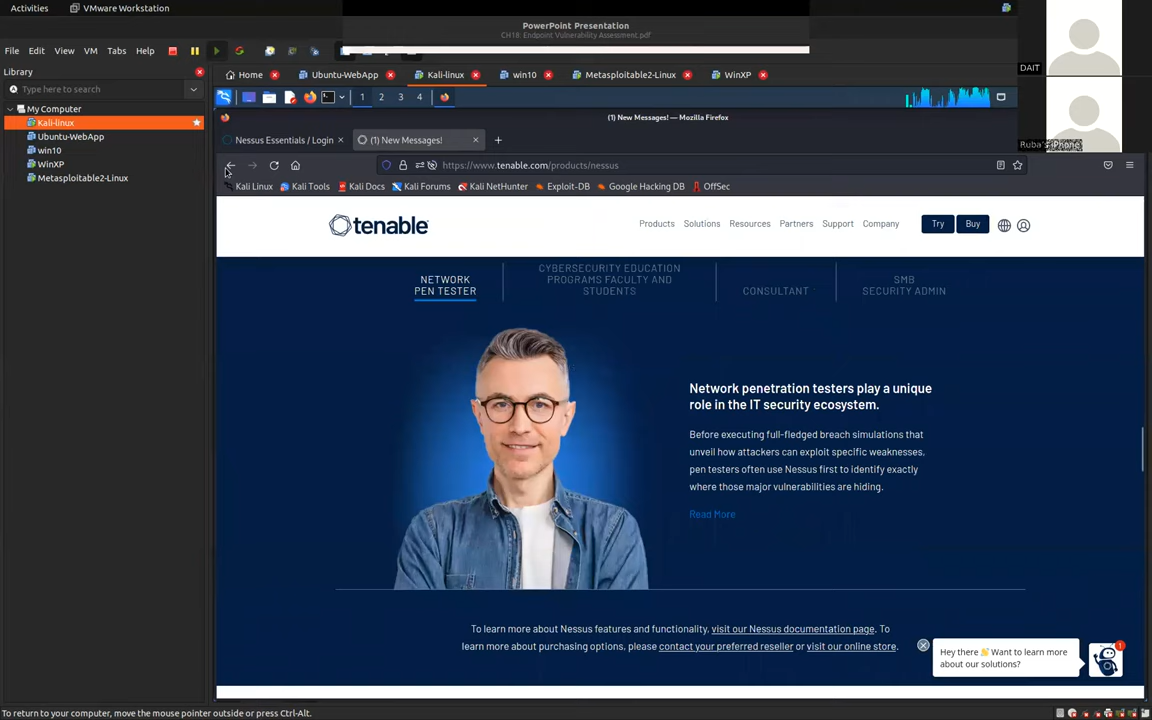 Activities
VMware Workstation
PowerPoint Presentation
CH18: Endpoint Vulnerability Assessment.pdf
File Edit View VM Tabs Help
DAIT
Ruba's iPhone
Library
Type here to search
My Computer
Kali-linux
Ubuntu-WebApp
win10
WinXP
Metasploitable2-Linux
Home
Ubuntu-WebApp
Kali-linux
win10
Metasploitable2-Linux
WinXP
1 2 3 4
(1) New Messages! — Mozilla Firefox
Nessus Essentials / Login
(1) New Messages!
https://www.tenable.com/products/nessus
Kali Linux
Kali Tools
Kali Docs
Kali Forums
Kali NetHunter
Exploit-DB
Google Hacking DB
OffSec
tenable
Products
Solutions
Resources
Partners
Support
Company
Try
Buy
NETWORK
PEN TESTER
CYBERSECURITY EDUCATION
PROGRAMS FACULTY AND
STUDENTS
CONSULTANT
SMB
SECURITY ADMIN
Network penetration testers play a unique
role in the IT security ecosystem.
Before executing full-fledged breach simulations that
unveil how attackers can exploit specific weaknesses,
pen testers often use Nessus first to identify exactly
where those major vulnerabilities are hiding.
Read More
To learn more about Nessus features and functionality, visit our Nessus documentation page. To
learn more about purchasing options, please contact your preferred reseller or visit our online store.
Hey there 👋 Want to learn more
about our solutions?
1
To return to your computer, move the mouse pointer outside or press Ctrl-Alt.